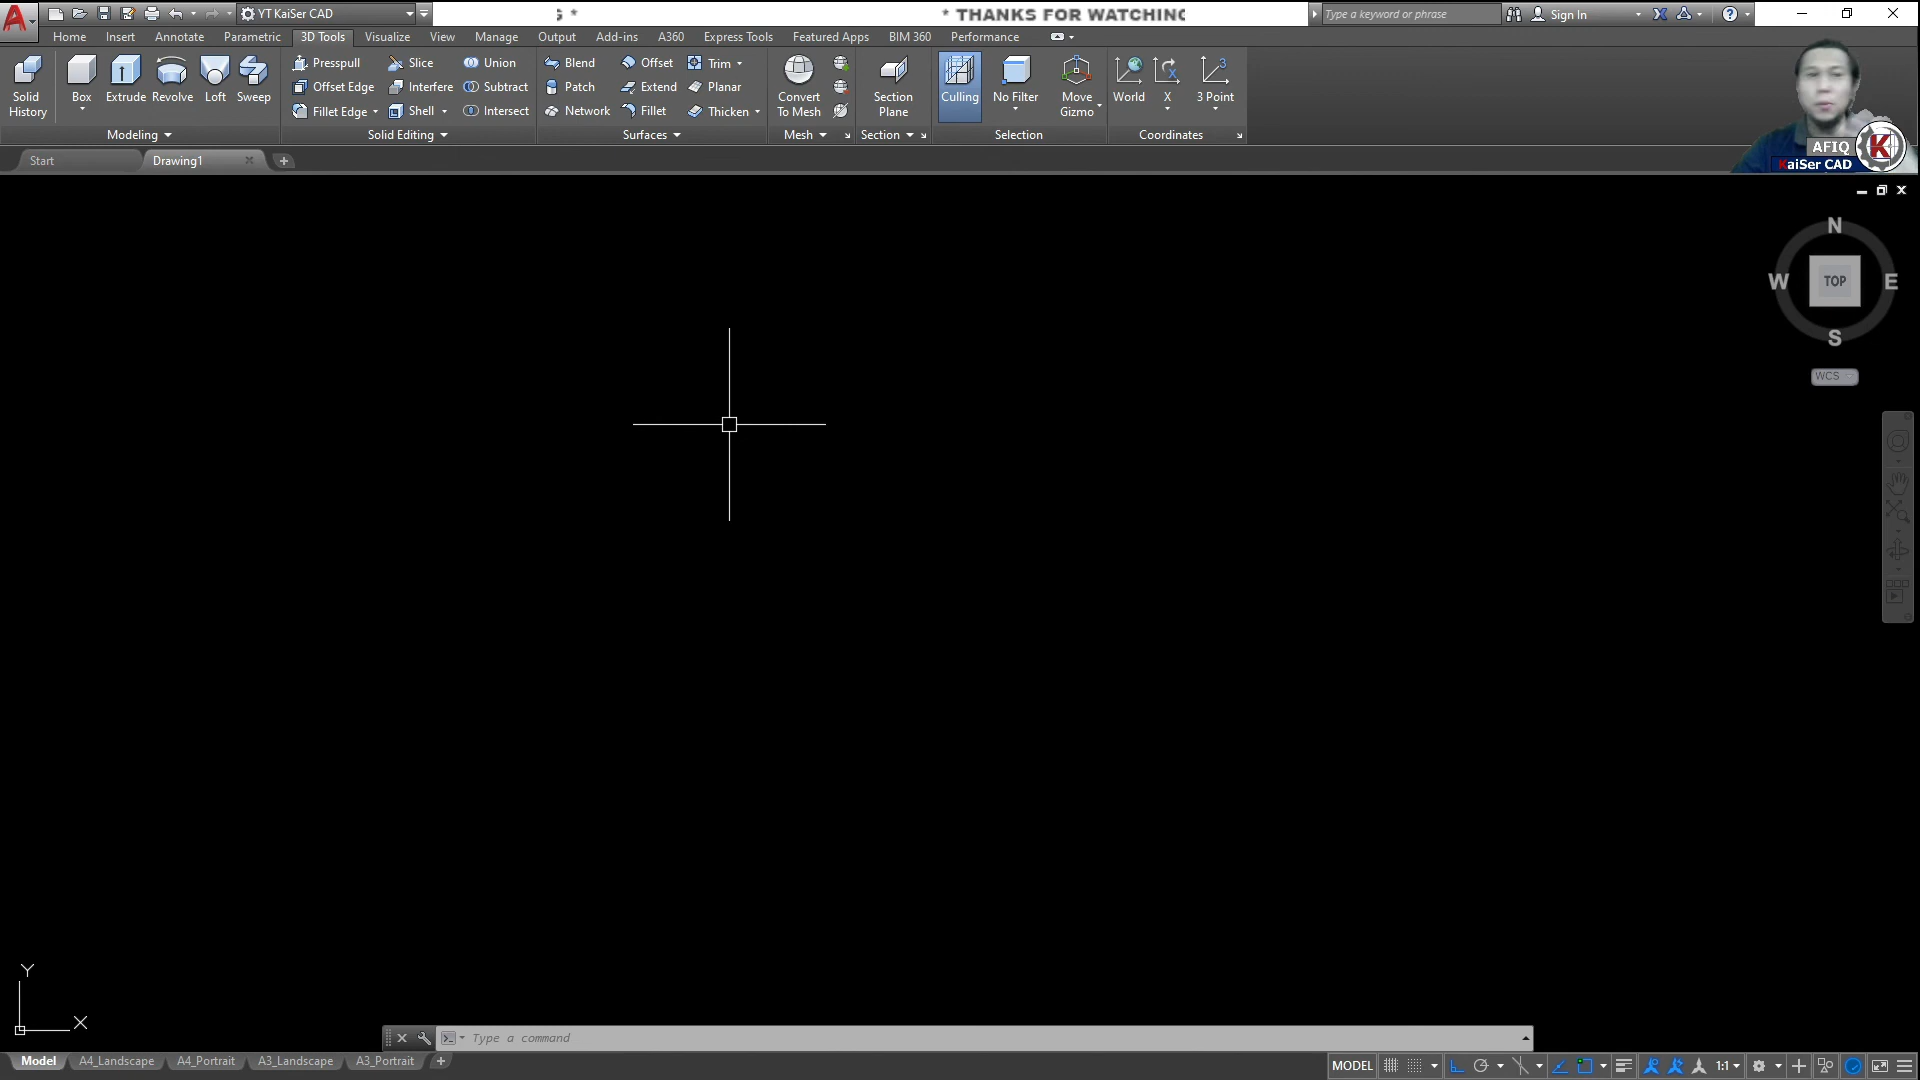 YT KaiSer CAD
G *
* THANKS FOR WATCHING
Type a keyword or phrase
Sign In
Home Insert Annotate Parametric 3D Tools Visualize View Manage Output Add-ins A360 Express Tools Featured Apps BIM 360 Performance
Solid History
Box
Extrude
Revolve
Loft
Sweep
Modeling
Presspull
Offset Edge
Fillet Edge
Slice
Interfere
Shell
Union
Subtract
Intersect
Solid Editing
Blend
Patch
Network
Offset
Extend
Fillet
Trim
Planar
Thicken
Surfaces
Convert To Mesh
Mesh
Section Plane
Section
Culling
No Filter
Move Gizmo
Selection
World
X
3 Point
Coordinates
AFIQ
KaiSer CAD
K
Start
Drawing1
N
W
TOP
E
S
WCS
Y
X
Type a command
Model A4_Landscape A4_Portrait A3_Landscape A3_Portrait
MODEL
1:1